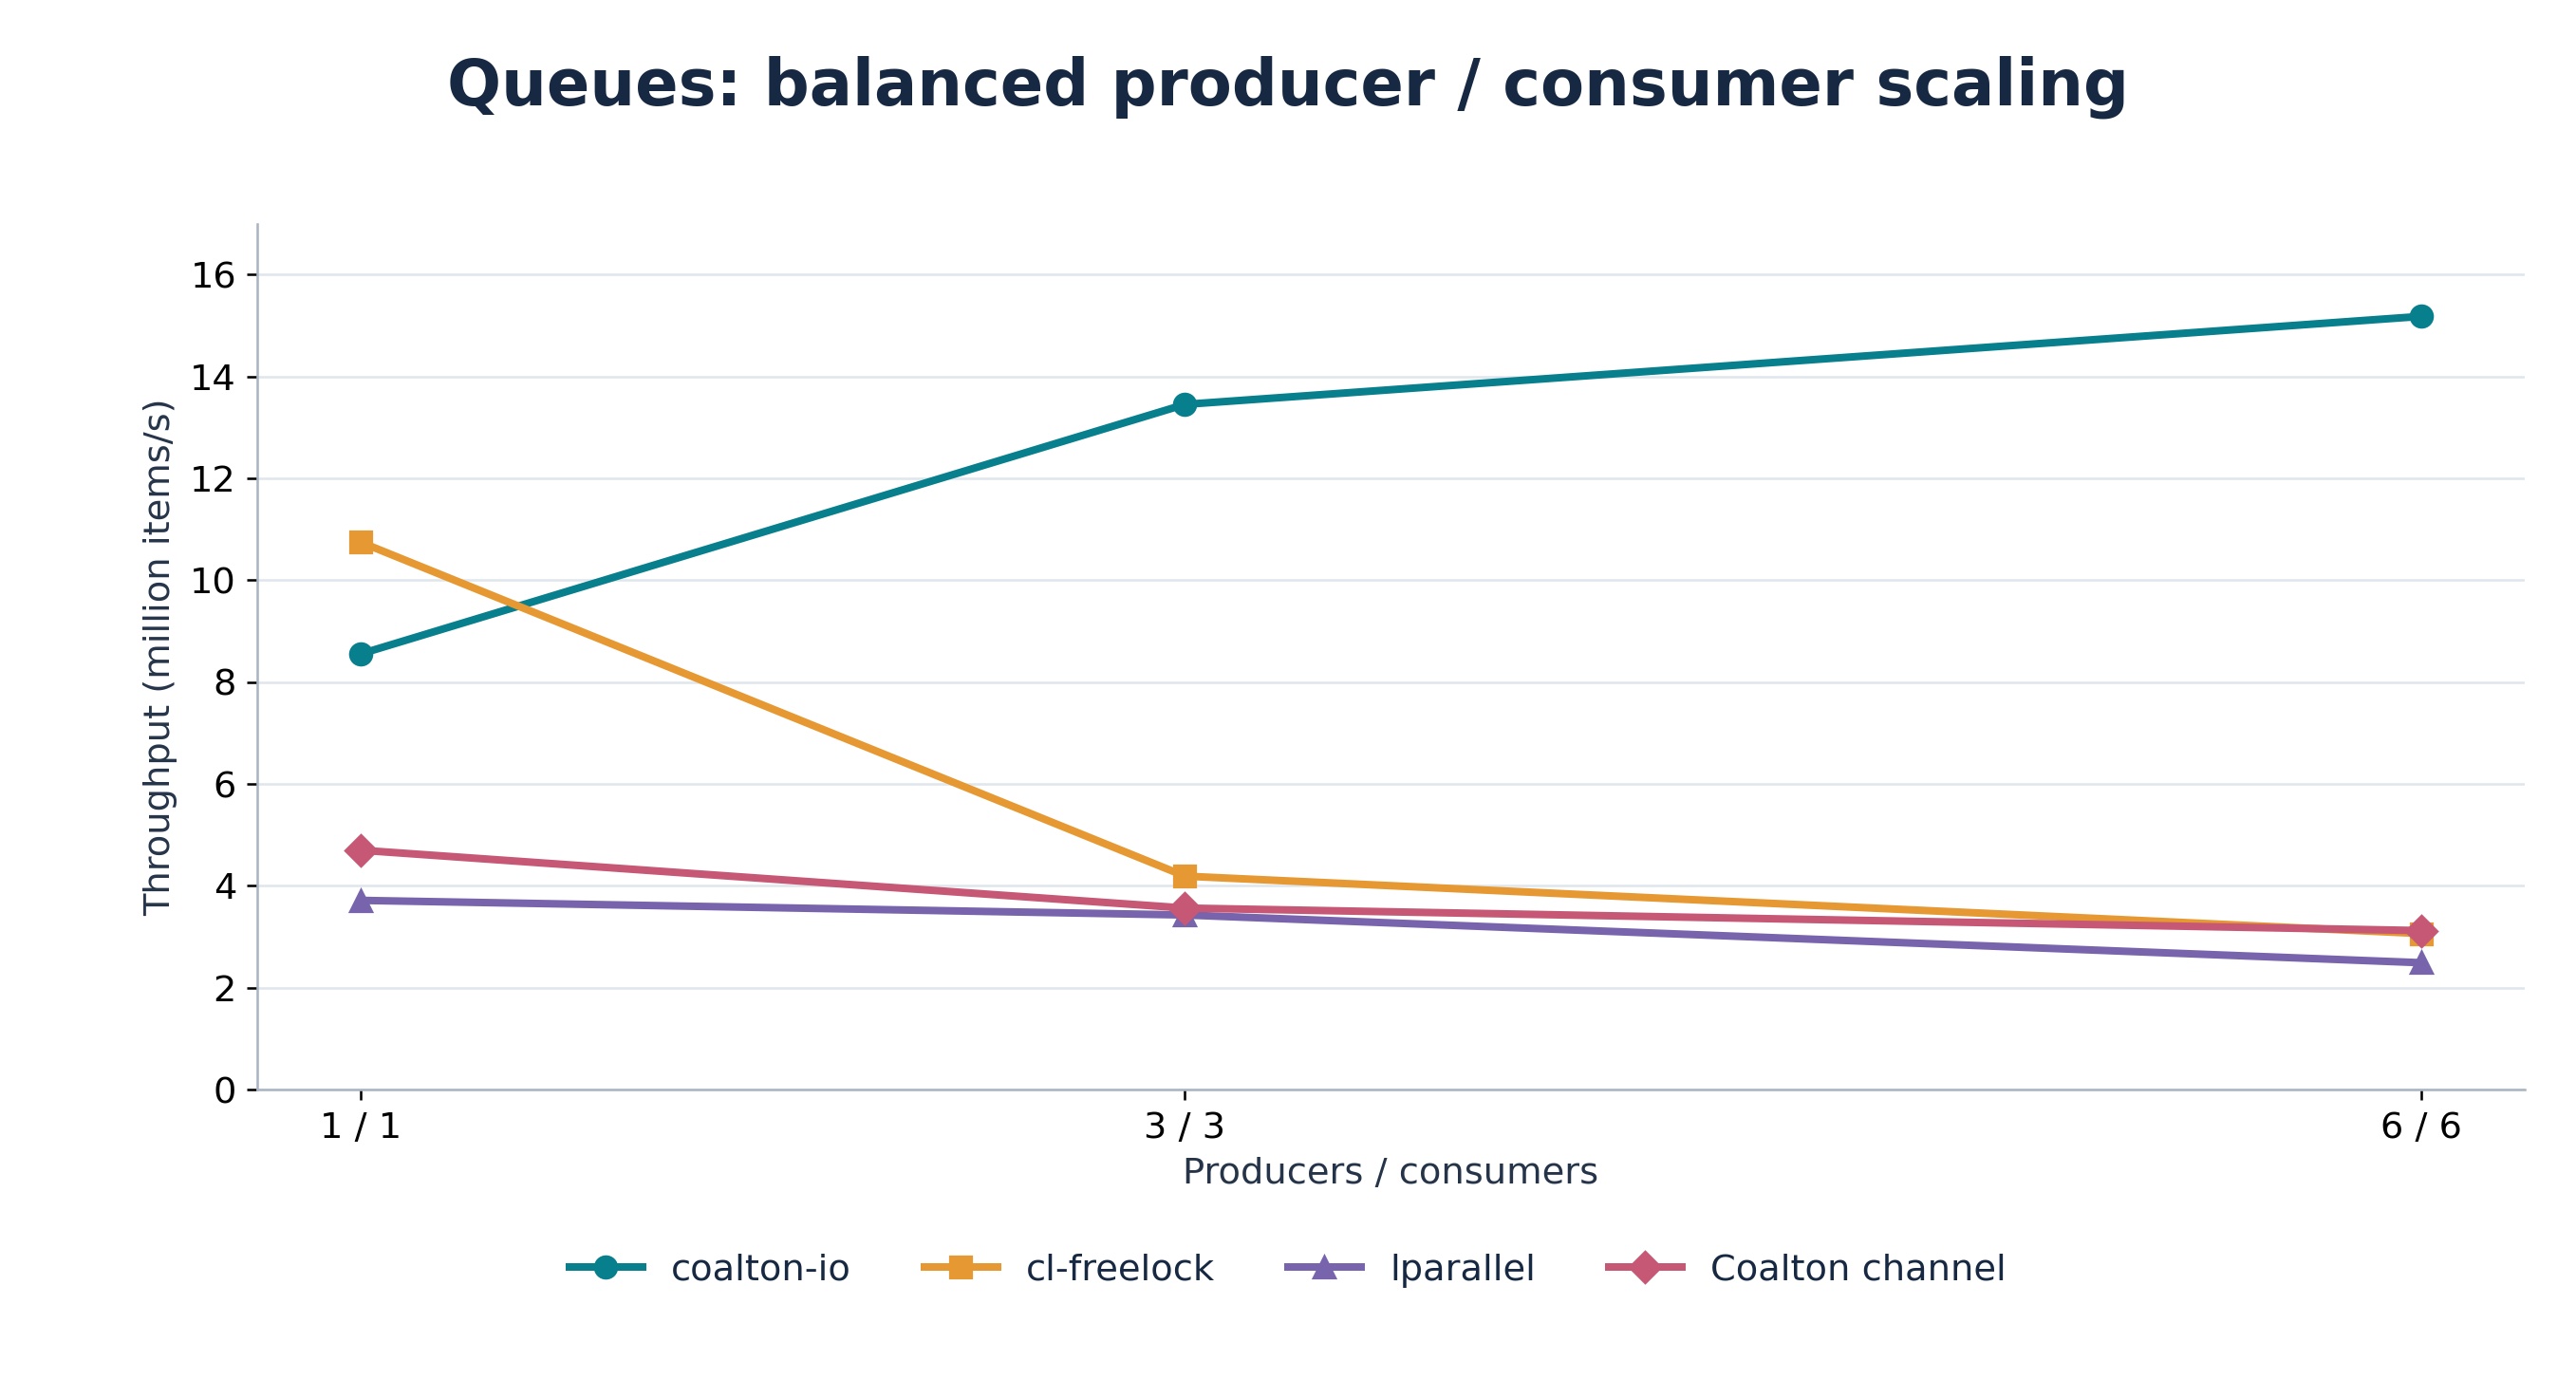 Queues: balanced producer / consumer scaling
Throughput (million items/s)
16
14
12
10
8
6
4
2
0
1 / 1
3 / 3
6 / 6
Producers / consumers
coalton-io
cl-freelock
lparallel
Coalton channel